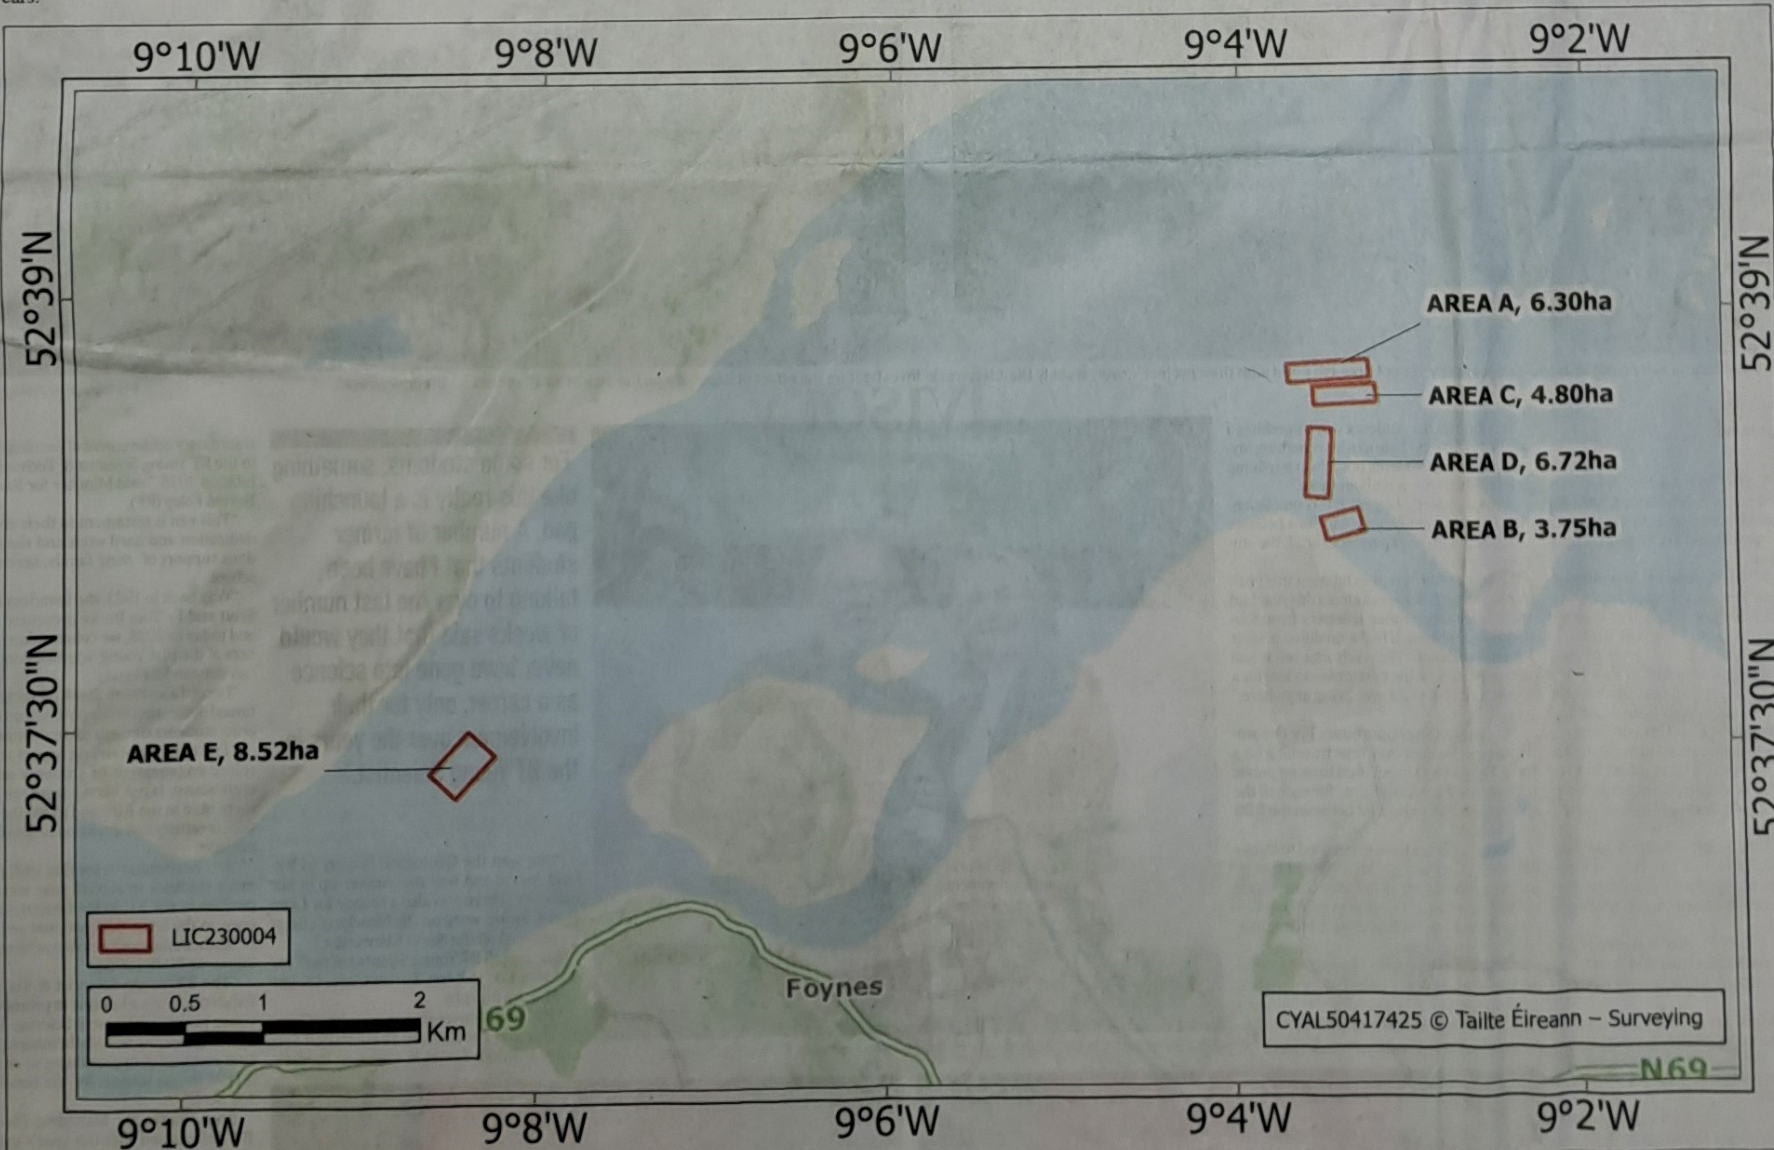 9°10'W 9°8'W 9°6'W 9°4'W 9°2'W
52°39'N
52°39'N
AREA A, 6.30ha
AREA C, 4.80ha
AREA D, 6.72ha
AREA B, 3.75ha
52°37'30"N
52°37'30"N
AREA E, 8.52ha
LIC230004
0 0.5 1 2
Km
69
Foynes
CYAL50417425 © Tailte Éireann – Surveying
N69
9°10'W 9°8'W 9°6'W 9°4'W 9°2'W